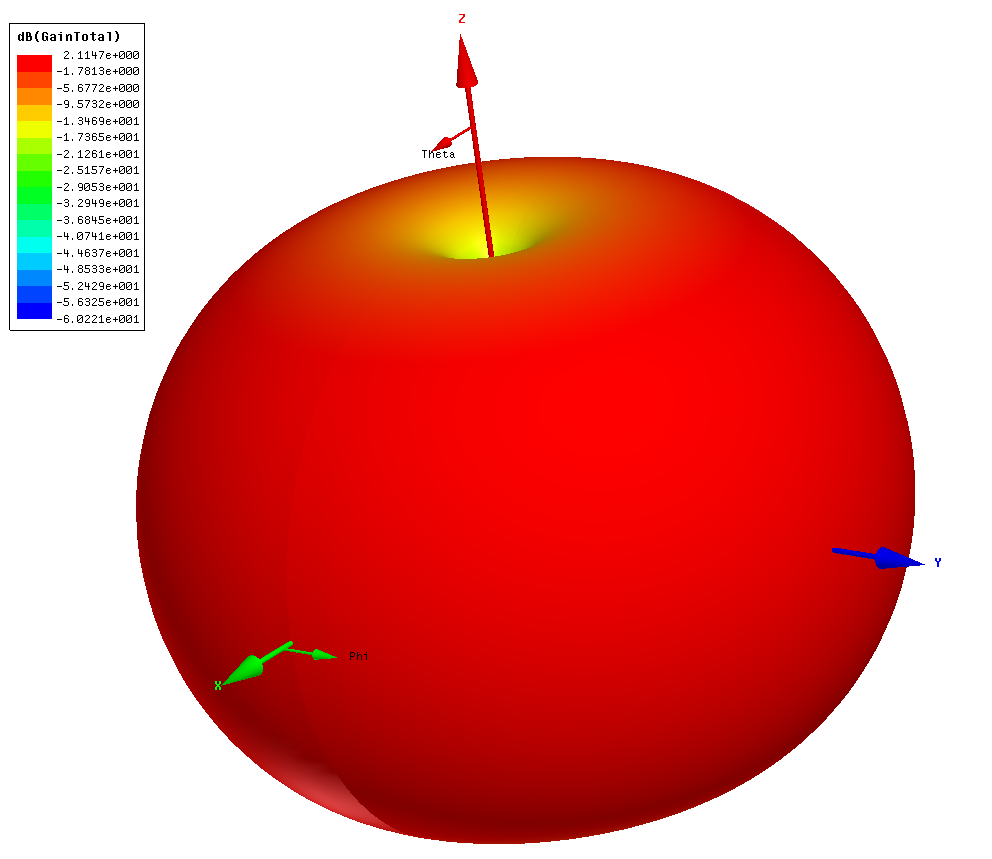 dB(GainTotal)
2.1147e+000
-1.7813e+000
-5.6772e+000
-9.5732e+000
-1.3469e+001
-1.7365e+001
-2.1261e+001
-2.5157e+001
-2.9053e+001
-3.2949e+001
-3.6845e+001
-4.0741e+001
-4.4637e+001
-4.8533e+001
-5.2429e+001
-5.6325e+001
-6.0221e+001
Z
Theta
Y
Phi
X